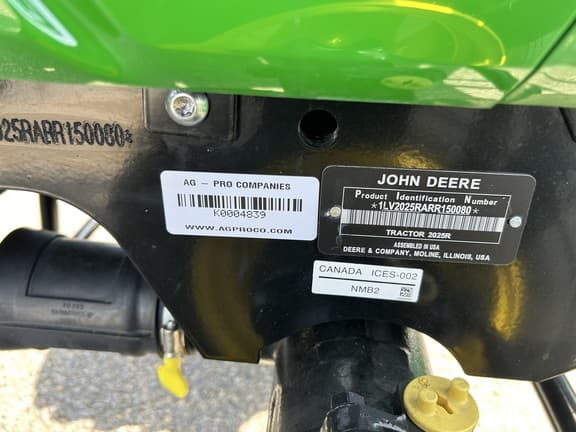 025RARR150080*
AG - PRO COMPANIES
K0004839
WWW.AGPROCO.COM
JOHN DEERE
Product Identification Number
*1LV2025RARR150080*
TRACTOR 2025R
ASSEMBLED IN USA
DEERE & COMPANY, MOLINE, ILLINOIS, USA
CANADA ICES-002
NMB2